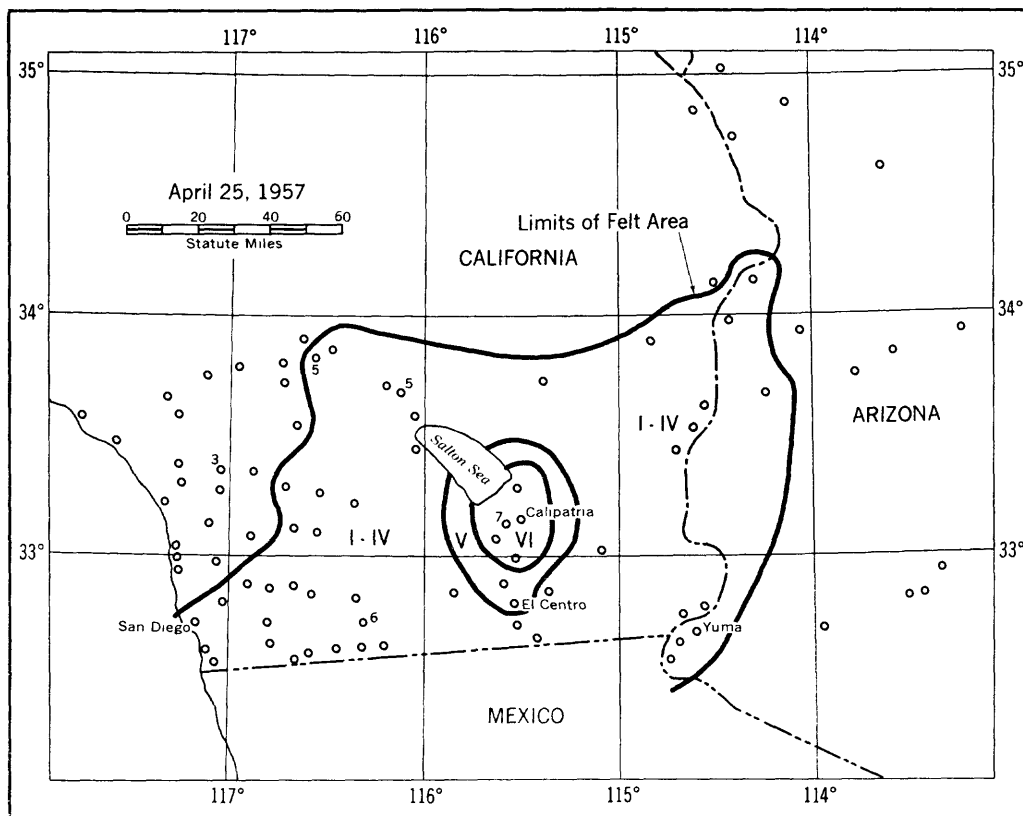 117° 116° 115° 114°
35° 35°
April 25, 1957
0 20 40 60
Statute Miles
Limits of Felt Area
CALIFORNIA
34° 34°
5 5
ARIZONA
I - IV
Salton Sea
3
7 Calipatria
I - IV V VI
33° 33°
El Centro
6
San Diego Yuma
MEXICO
117° 116° 115° 114°